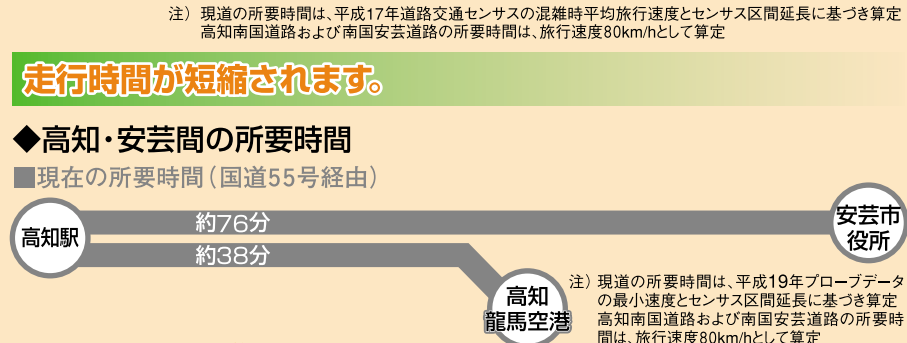 注) 現道の所要時間は、平成17年道路交通センサスの混雑時平均旅行速度とセンサス区間延長に基づき算定
高知南国道路および南国安芸道路の所要時間は、旅行速度80km/hとして算定
走行時間が短縮されます。
◆高知・安芸間の所要時間
■現在の所要時間(国道55号経由)
高知駅
約76分
安芸市
役所
約38分
高知
龍馬空港
注) 現道の所要時間は、平成19年プローブデータ
の最小速度とセンサス区間延長に基づき算定
高知南国道路および南国安芸道路の所要時
間は、旅行速度80km/hとして算定